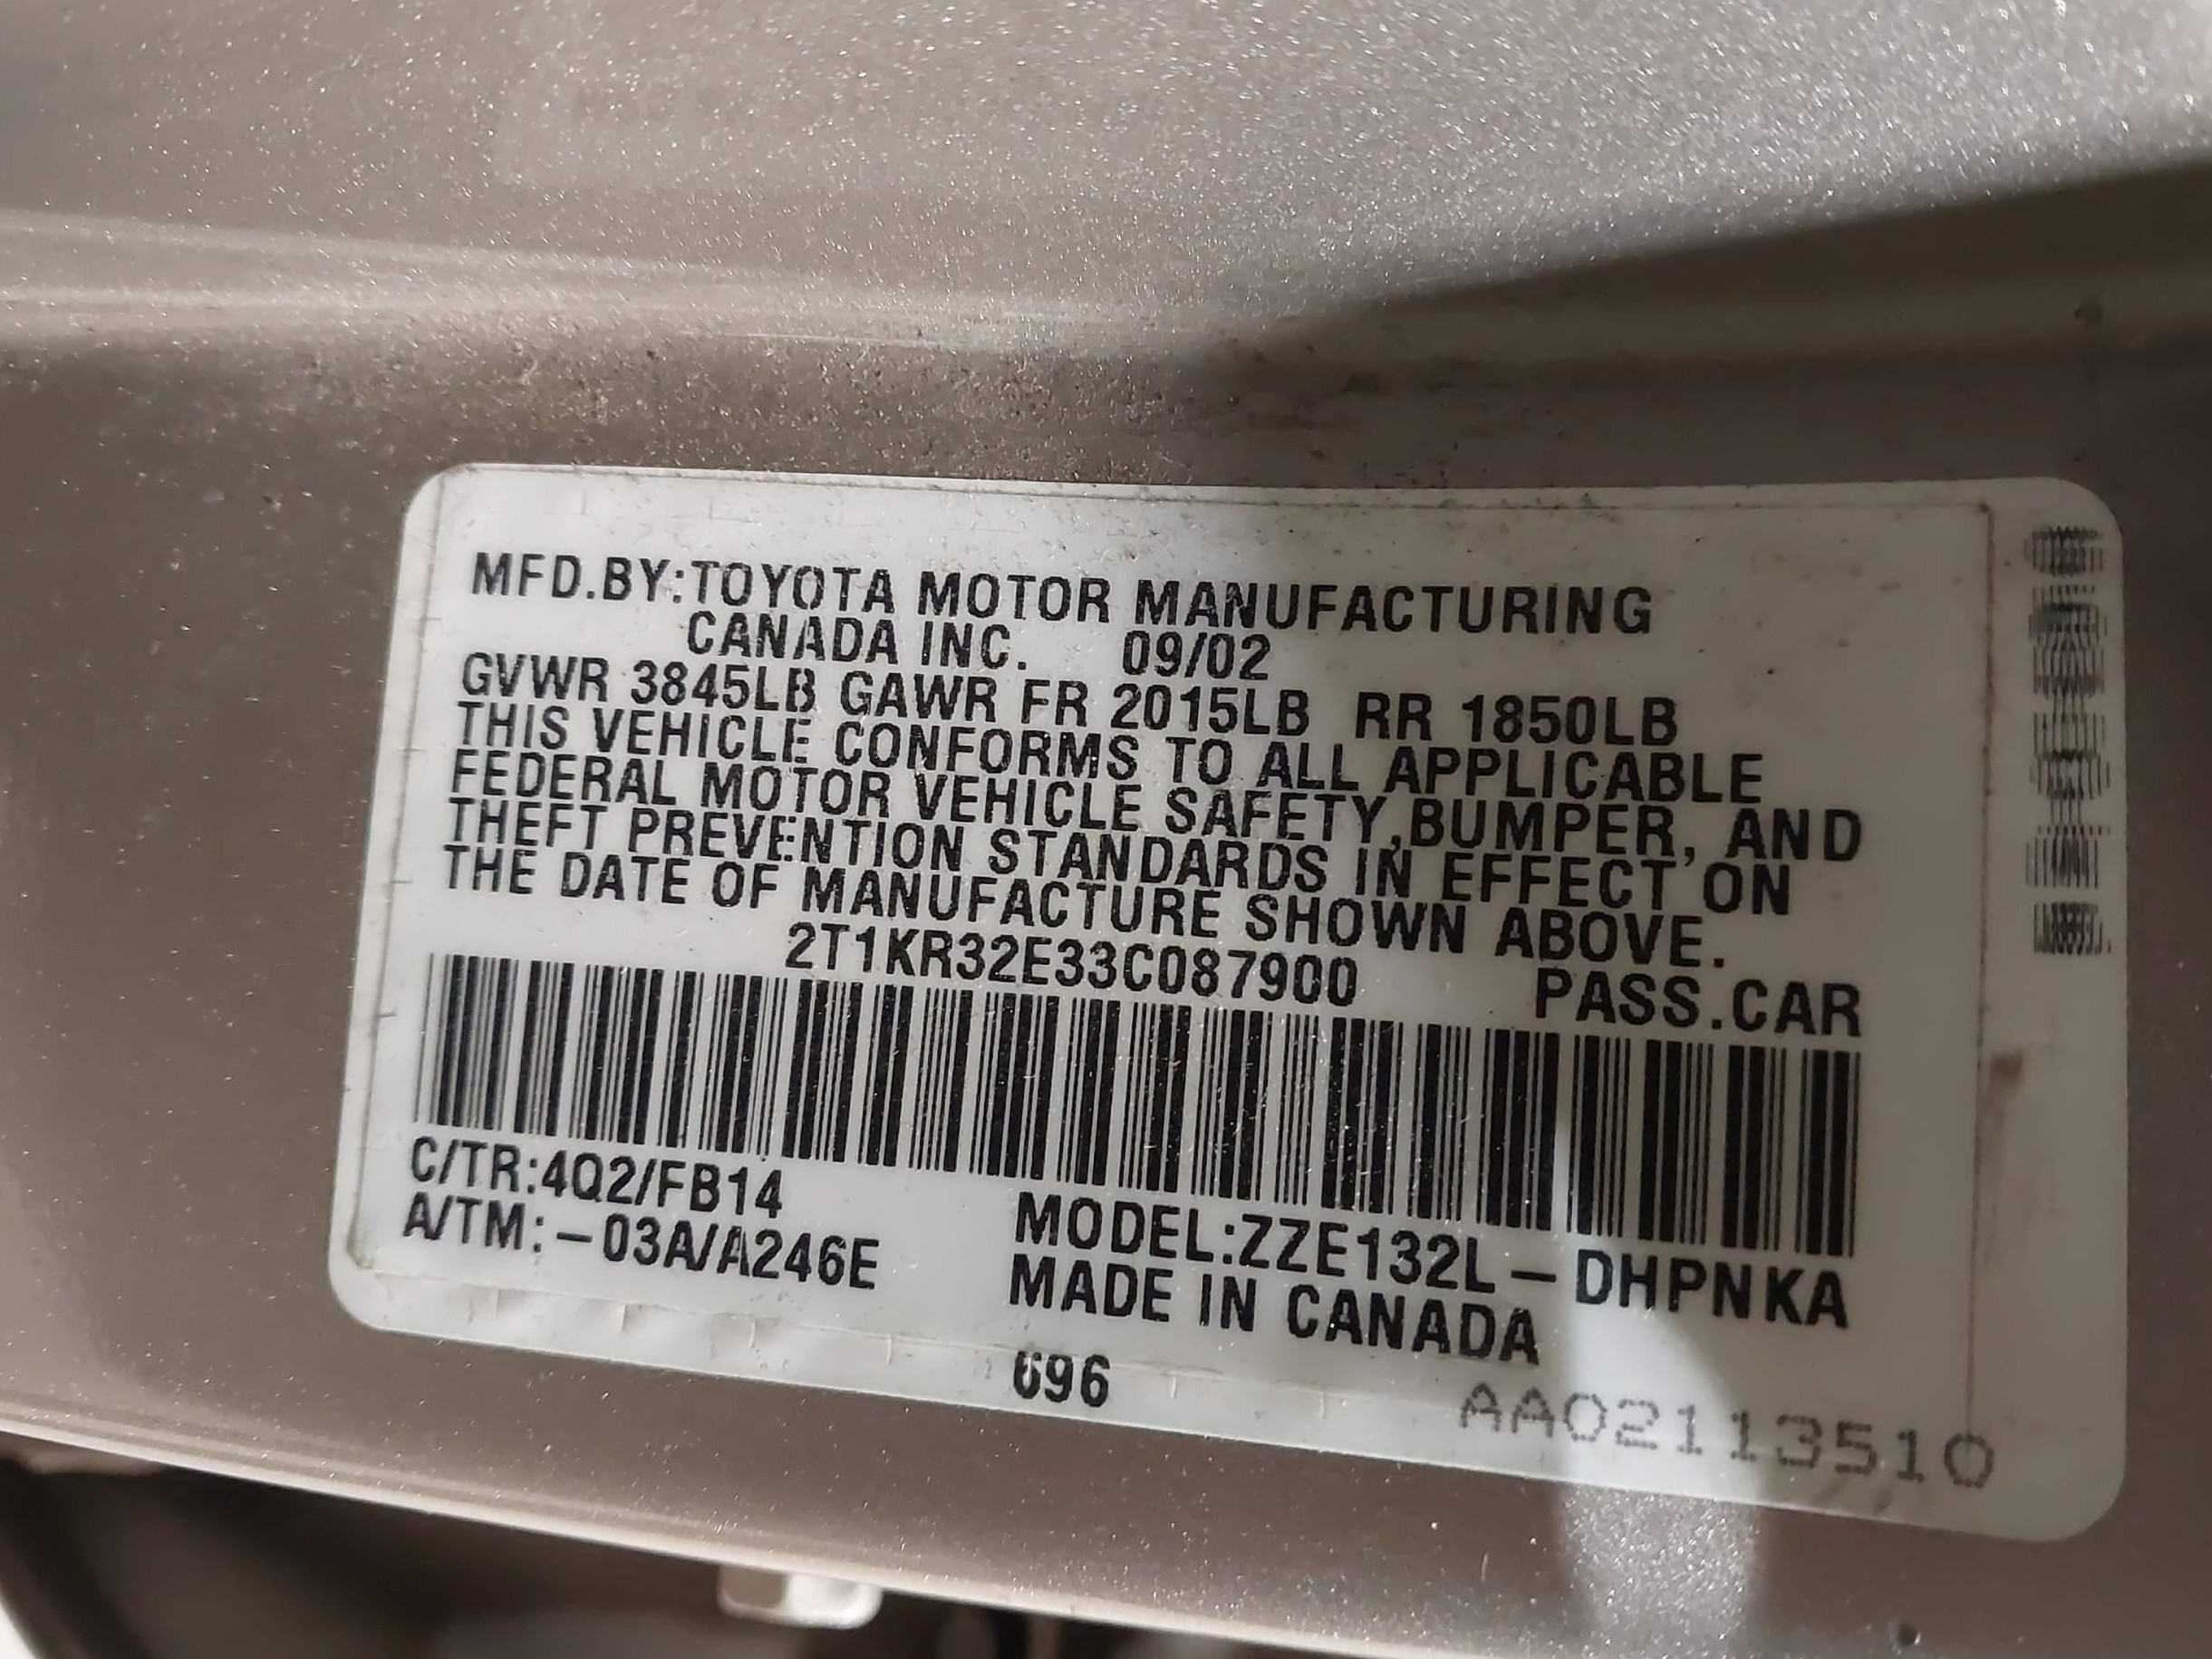 MFD.BY:TOYOTA MOTOR MANUFACTURING
CANADA INC. 09/02
GVWR 3845LB GAWR FR 2015LB RR 1850LB
THIS VEHICLE CONFORMS TO ALL APPLICABLE
FEDERAL MOTOR VEHICLE SAFETY,BUMPER, AND
THEFT PREVENTION STANDARDS IN EFFECT ON
THE DATE OF MANUFACTURE SHOWN ABOVE.
2T1KR32E33C087900 PASS.CAR
C/TR:4Q2/FB14
A/TM:-03A/A246E
MODEL:ZZE132L-DHPNKA
MADE IN CANADA
696
AA02113510